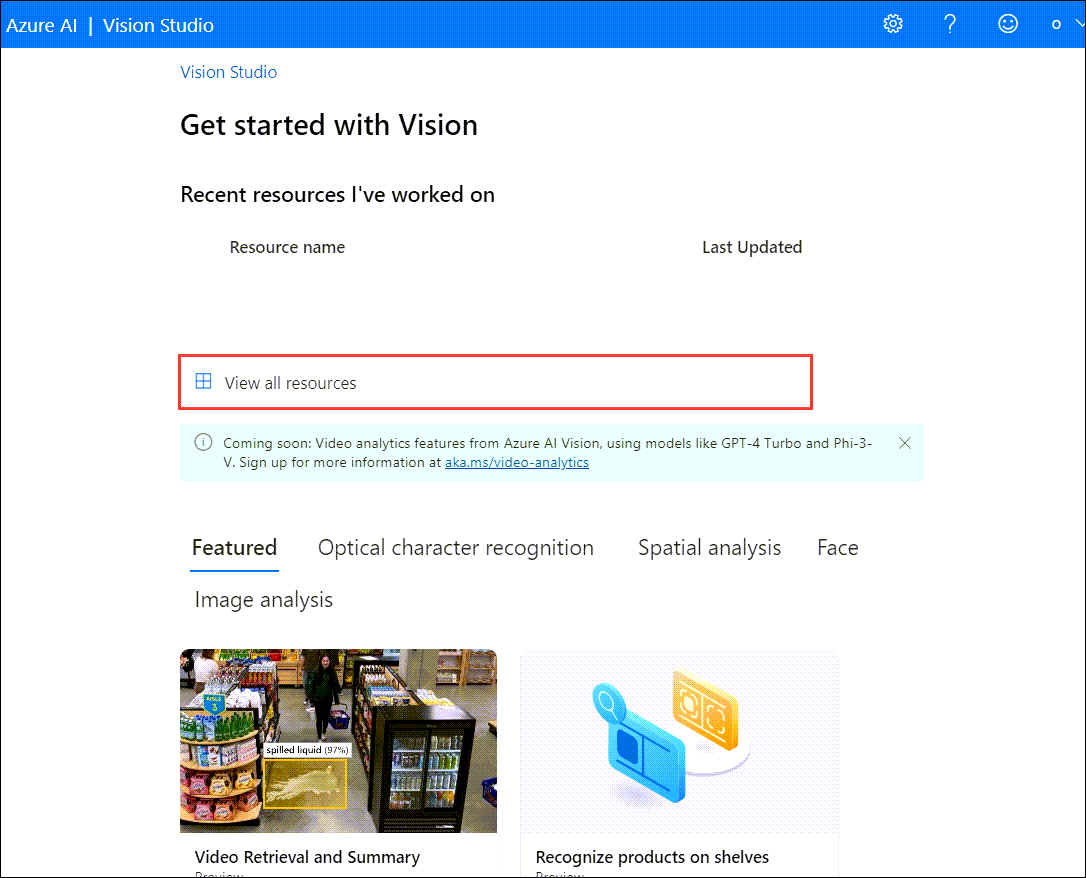 Azure AI | Vision Studio
Vision Studio
Get started with Vision
Recent resources I've worked on
Resource name Last Updated
View all resources
Coming soon: Video analytics features from Azure AI Vision, using models like GPT-4 Turbo and Phi-3-
V. Sign up for more information at aka.ms/video-analytics
Featured Optical character recognition Spatial analysis Face
Image analysis
AISLE
3
spilled liquid (97%)
Video Retrieval and Summary
Preview
Recognize products on shelves
Preview